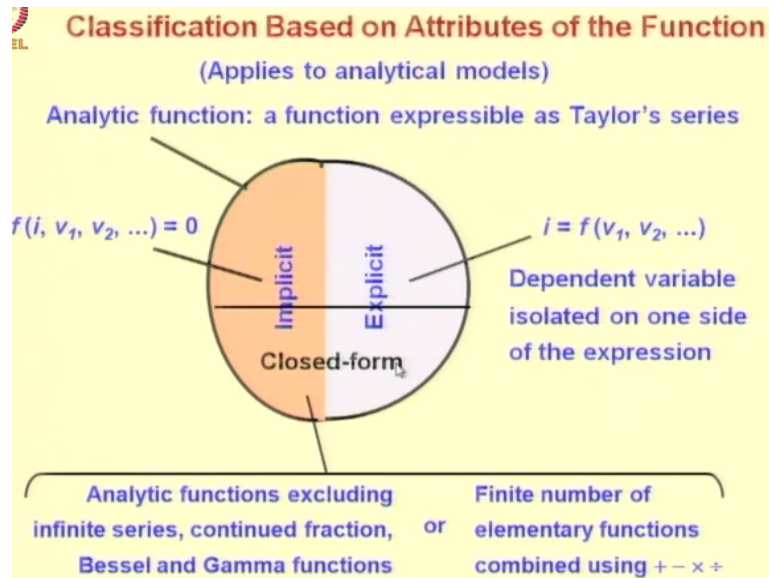 EL
Classification Based on Attributes of the Function
(Applies to analytical models)
Analytic function: a function expressible as Taylor's series
f (i, v1, v2, ...) = 0
i = f (v1, v2, ...)
Implicit
Explicit
Dependent variable
isolated on one side
of the expression
Closed-form
Analytic functions excluding
infinite series, continued fraction,
Bessel and Gamma functions
or
Finite number of
elementary functions
combined using + − × ÷